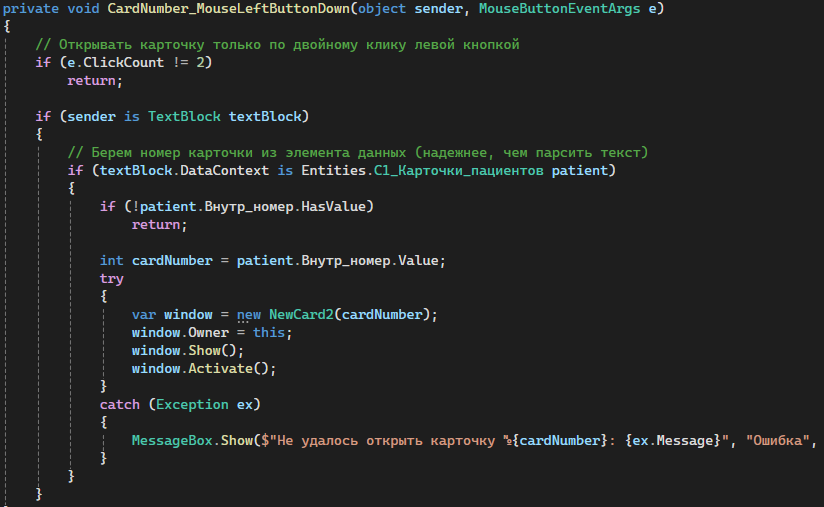 private void CardNumber_MouseLeftButtonDown(object sender, MouseButtonEventArgs e)
{
// Открывать карточку только по двойному клику левой кнопкой
if (e.ClickCount != 2)
return;
if (sender is TextBlock textBlock)
{
// Берем номер карточки из элемента данных (надежнее, чем парсить текст)
if (textBlock.DataContext is Entities.C1_Карточки_пациентов patient)
{
if (!patient.Внутр_номер.HasValue)
return;
int cardNumber = patient.Внутр_номер.Value;
try
{
var window = new NewCard2(cardNumber);
window.Owner = this;
window.Show();
window.Activate();
}
catch (Exception ex)
{
MessageBox.Show($"Не удалось открыть карточку №{cardNumber}: {ex.Message}", "Ошибка",
}
}
}